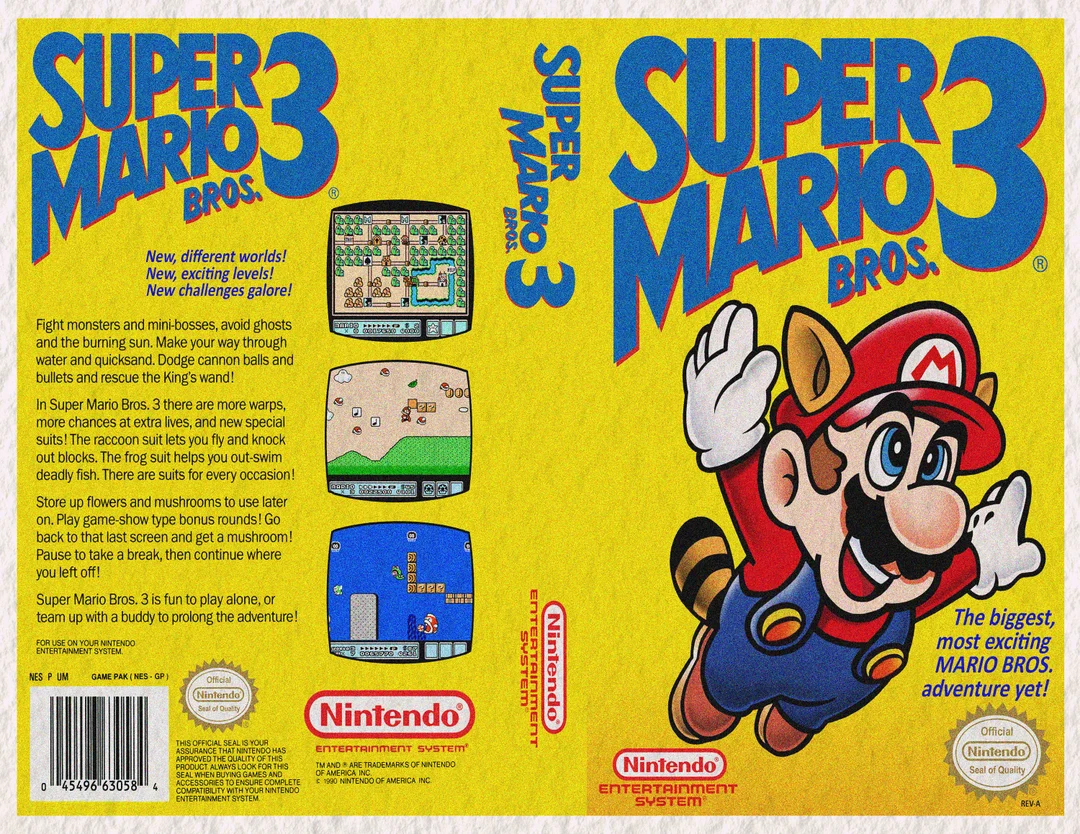 SUPER
MARIO
BROS. 3®
New, different worlds!
New, exciting levels!
New challenges galore!
Fight monsters and mini-bosses, avoid ghosts
and the burning sun. Make your way through
water and quicksand. Dodge cannon balls and
bullets and rescue the King's wand!
In Super Mario Bros. 3 there are more warps,
more chances at extra lives, and new special
suits! The raccoon suit lets you fly and knock
out blocks. The frog suit helps you out-swim
deadly fish. There are suits for every occasion!
Store up flowers and mushrooms to use later
on. Play game-show type bonus rounds! Go
back to that last screen and get a mushroom!
Pause to take a break, then continue where
you left off!
Super Mario Bros. 3 is fun to play alone, or
team up with a buddy to prolong the adventure!
FOR USE ON YOUR NINTENDO
ENTERTAINMENT SYSTEM.
NES P UM GAME PAK ( NES - GP )
0 45496 63058 4
Official
Nintendo
Seal of Quality
THIS OFFICIAL SEAL IS YOUR
ASSURANCE THAT NINTENDO HAS
APPROVED THE QUALITY OF THIS
PRODUCT. ALWAYS LOOK FOR THIS
SEAL WHEN BUYING GAMES AND
ACCESSORIES TO ENSURE COMPLETE
COMPATIBILITY WITH YOUR NINTENDO
ENTERTAINMENT SYSTEM.
Nintendo®
ENTERTAINMENT SYSTEM®
TM AND ® ARE TRADEMARKS OF NINTENDO
OF AMERICA INC.
© 1990 NINTENDO OF AMERICA INC.
SUPER
MARIO
BROS. 3
Nintendo®
ENTERTAINMENT
SYSTEM®
SUPER
MARIO
BROS. 3®
M
The biggest,
most exciting
MARIO BROS.
adventure yet!
Nintendo®
ENTERTAINMENT
SYSTEM®
Official
Nintendo
Seal of Quality
REV-A